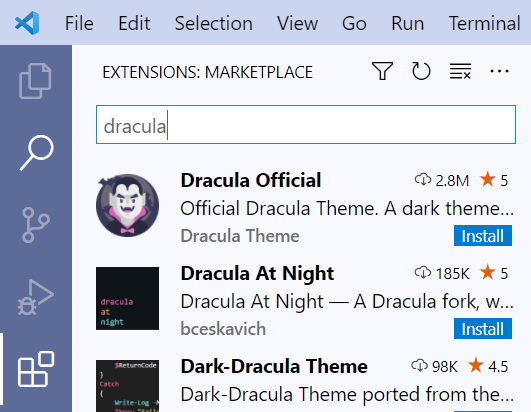 File Edit Selection View Go Run Terminal
EXTENSIONS: MARKETPLACE
dracula
Dracula Official 2.8M 5
Official Dracula Theme. A dark theme...
Dracula Theme Install
Dracula At Night 185K 5
dracula
at
night
Dracula At Night — A Dracula fork, w...
bceskavich Install
Dark-Dracula Theme 98K 4.5
$ReturnCode
}
Catch
{
Write-Log -M
Dark-Dracula Theme ported from the...